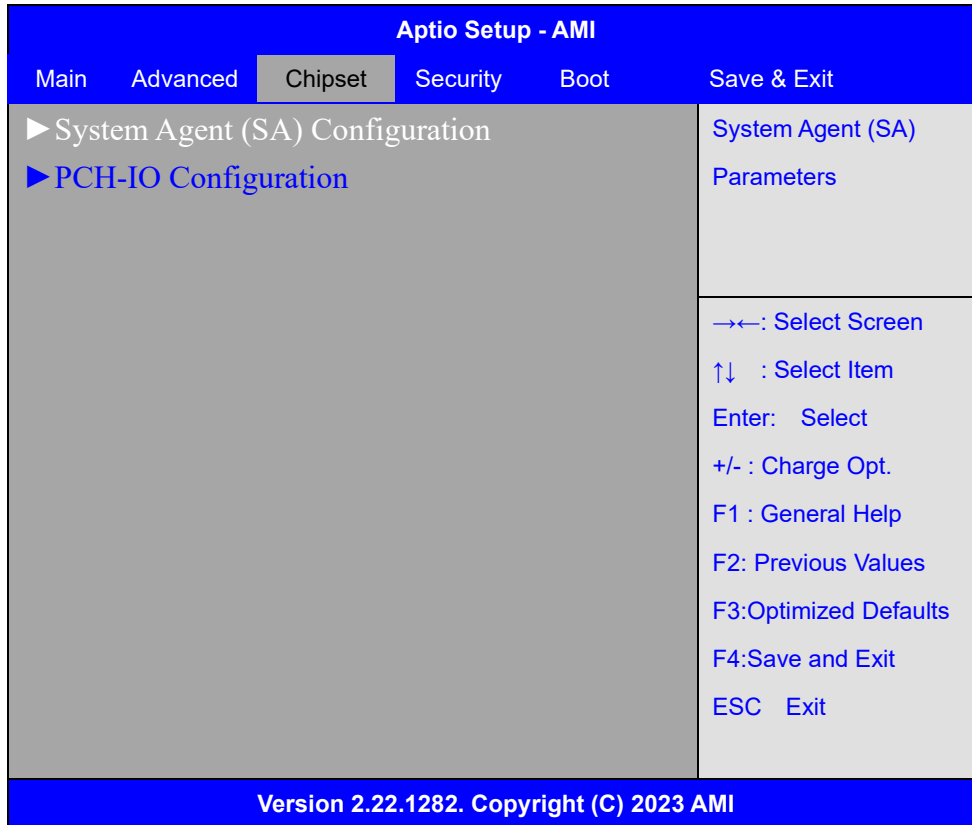 Aptio Setup - AMI
Main Advanced Chipset Security Boot Save & Exit
►System Agent (SA) Configuration
►PCH-IO Configuration
System Agent (SA)
Parameters
→←: Select Screen
↑↓ : Select Item
Enter: Select
+/- : Charge Opt.
F1 : General Help
F2: Previous Values
F3:Optimized Defaults
F4:Save and Exit
ESC Exit
Version 2.22.1282. Copyright (C) 2023 AMI